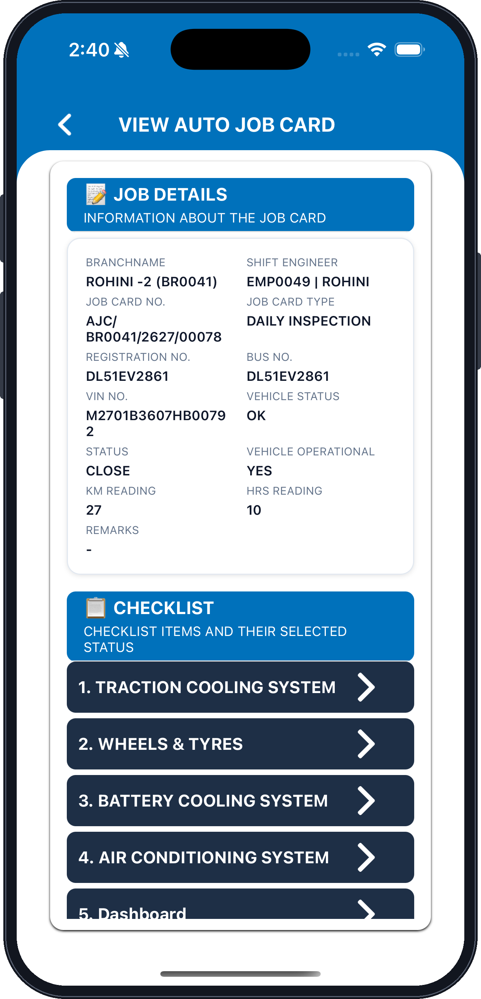 2:40
VIEW AUTO JOB CARD
JOB DETAILS
INFORMATION ABOUT THE JOB CARD
BRANCHNAME
ROHINI -2 (BR0041)
SHIFT ENGINEER
EMP0049 | ROHINI
JOB CARD NO.
AJC/
BR0041/2627/00078
JOB CARD TYPE
DAILY INSPECTION
REGISTRATION NO.
DL51EV2861
BUS NO.
DL51EV2861
VIN NO.
M2701B3607HB0079
2
VEHICLE STATUS
OK
STATUS
CLOSE
VEHICLE OPERATIONAL
YES
KM READING
27
HRS READING
10
REMARKS
-
CHECKLIST
CHECKLIST ITEMS AND THEIR SELECTED
STATUS
1. TRACTION COOLING SYSTEM
2. WHEELS & TYRES
3. BATTERY COOLING SYSTEM
4. AIR CONDITIONING SYSTEM
5. Dashboard